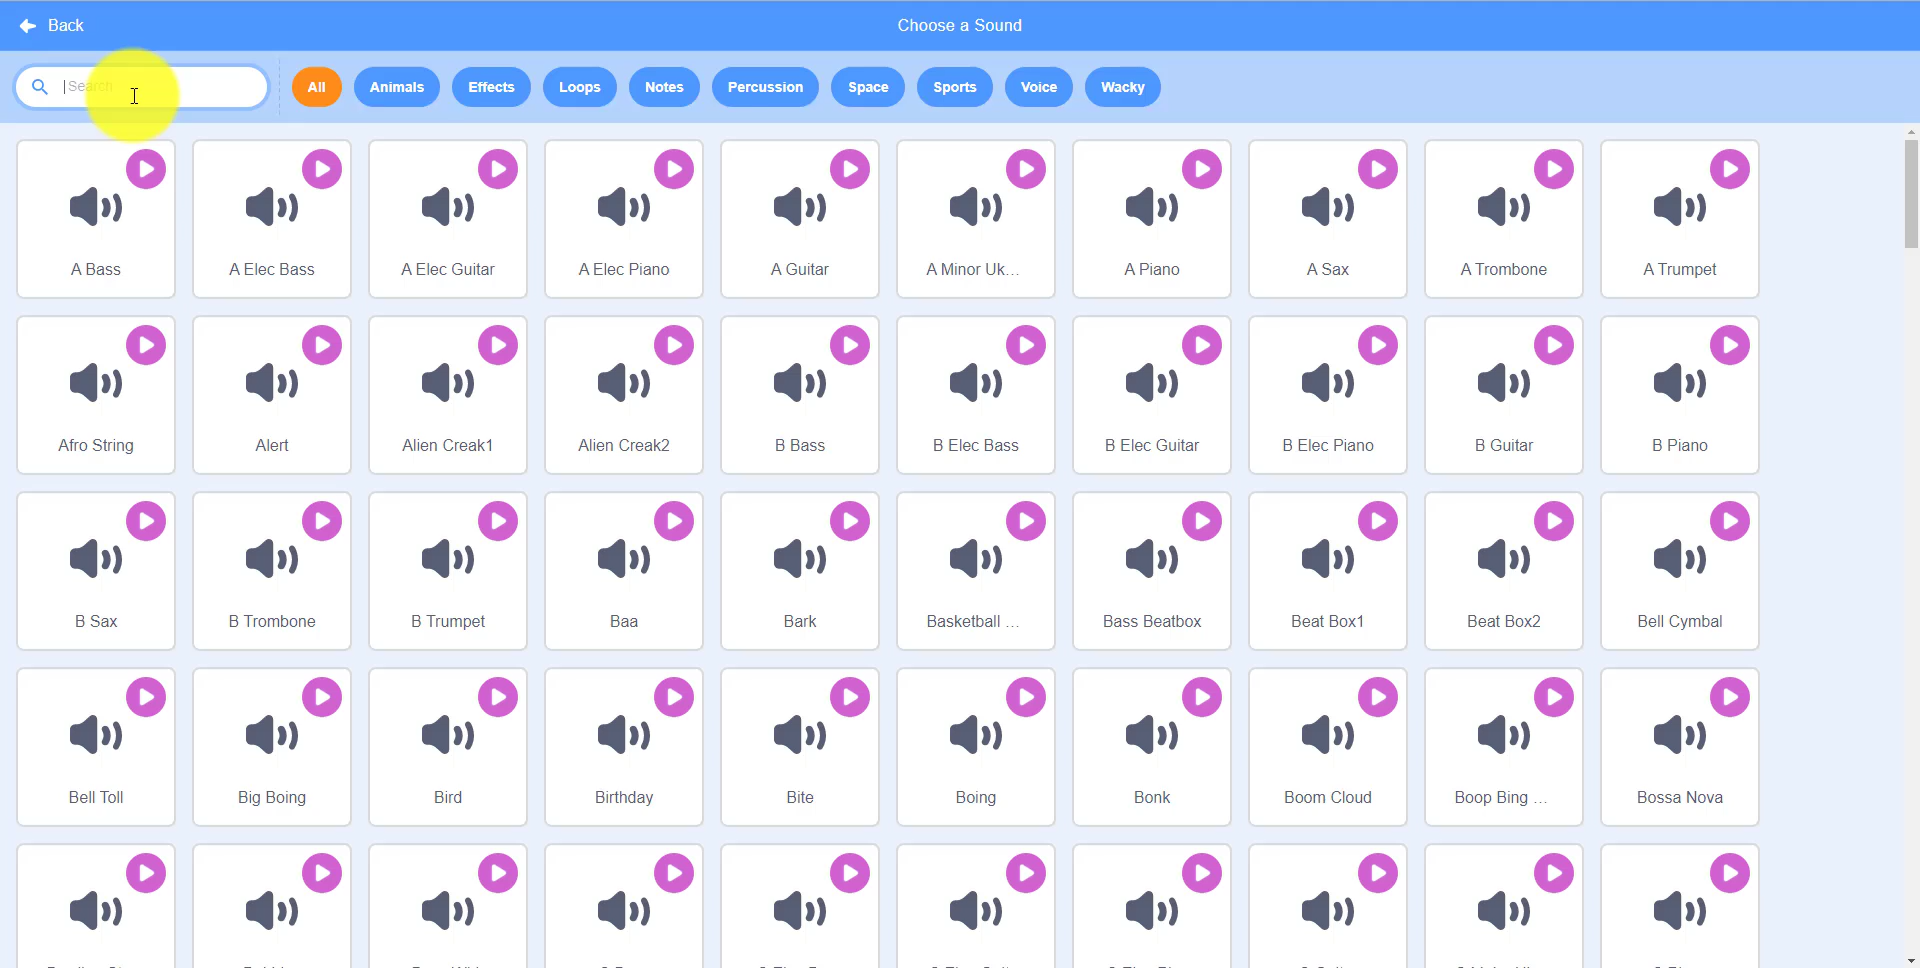 Back
Choose a Sound
Search
All
Animals
Effects
Loops
Notes
Percussion
Space
Sports
Voice
Wacky
A Bass
A Elec Bass
A Elec Guitar
A Elec Piano
A Guitar
A Minor Uk...
A Piano
A Sax
A Trombone
A Trumpet
Afro String
Alert
Alien Creak1
Alien Creak2
B Bass
B Elec Bass
B Elec Guitar
B Elec Piano
B Guitar
B Piano
B Sax
B Trombone
B Trumpet
Baa
Bark
Basketball ...
Bass Beatbox
Beat Box1
Beat Box2
Bell Cymbal
Bell Toll
Big Boing
Bird
Birthday
Bite
Boing
Bonk
Boom Cloud
Boop Bing ...
Bossa Nova